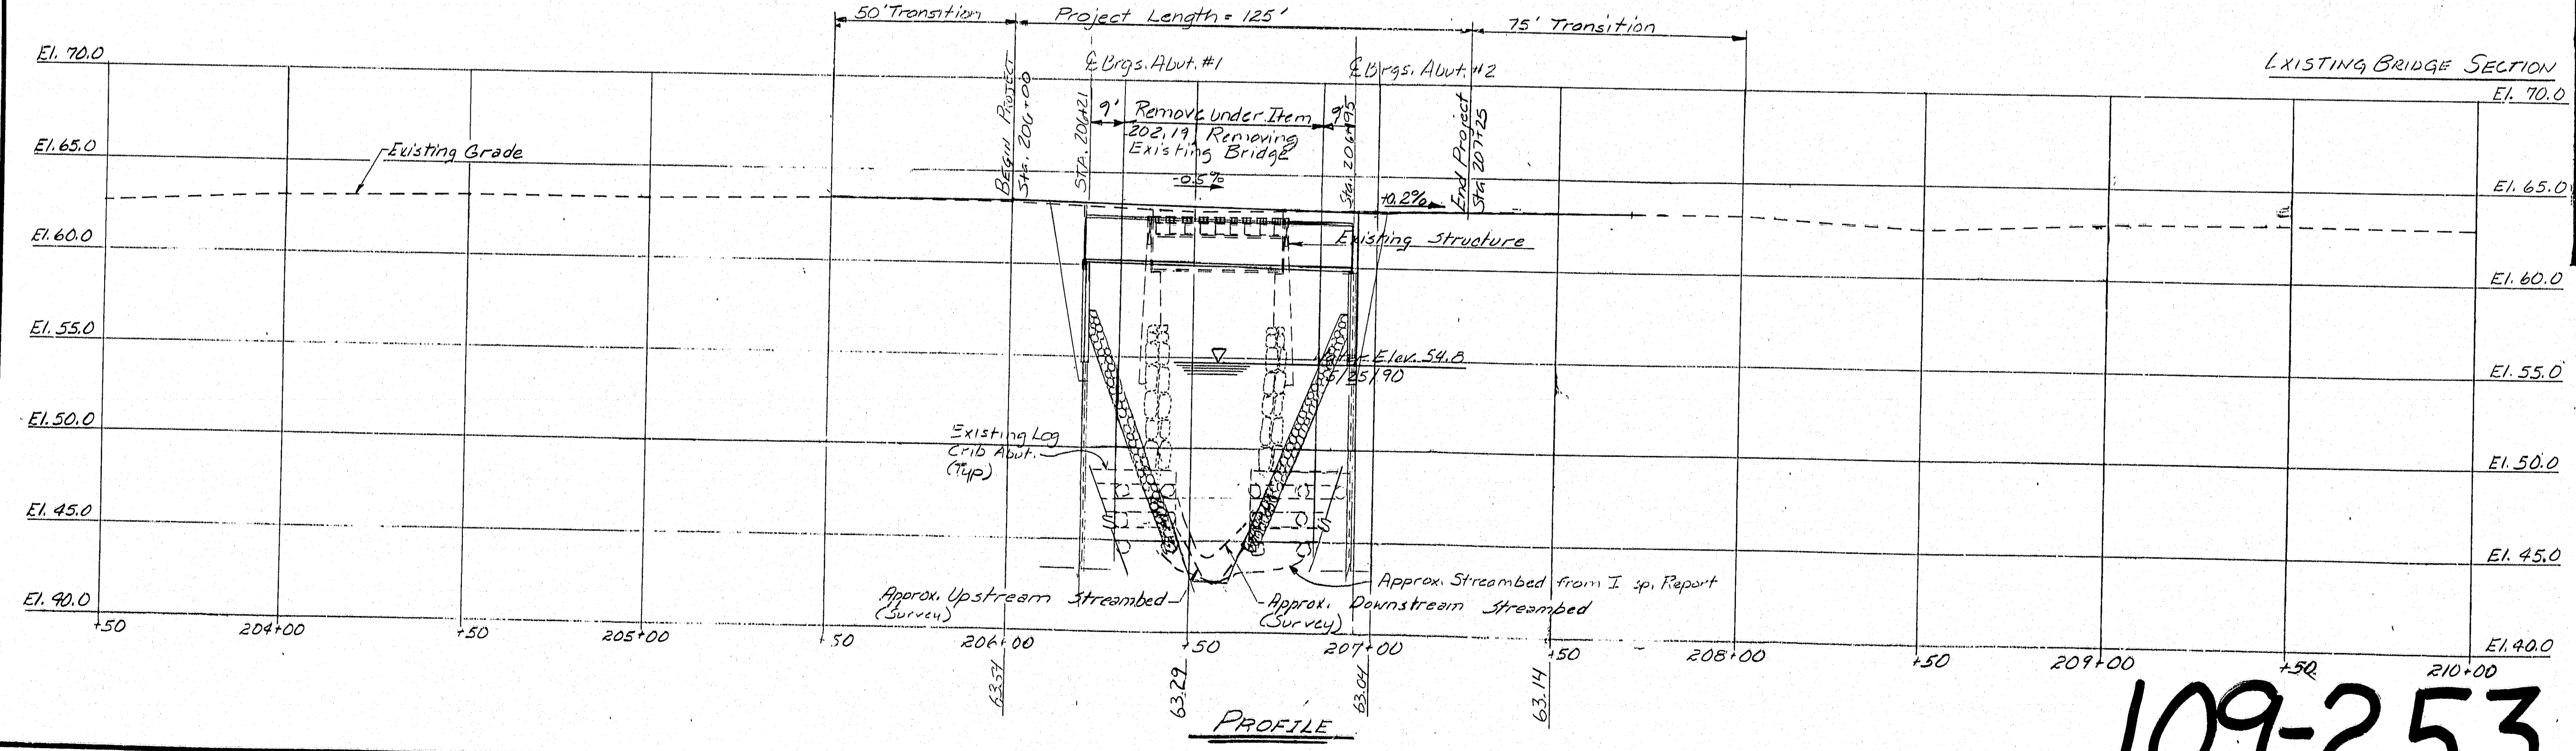 50' Transition
Project Length = 125'
75' Transition
EXISTING BRIDGE SECTION
El. 70.0
El. 70.0
℄ Brgs. Abut. #1
℄ Brgs. Abut. #2
BEGIN PROJECT
Sta. 206+00
STA. 206+21
9'
Remove under Item
202.19, Removing
Existing Bridge
9'
Sta. 206+95
End Project
Sta 207+25
-0.5%
+0.2%
El. 65.0
Existing Grade
El. 65.0
El. 60.0
Existing Structure
El. 60.0
El. 55.0
Water Elev. 54.8
5/25/90
El. 55.0
El. 50.0
Existing Log
Crib Abut.
(Typ)
El. 50.0
El. 45.0
El. 45.0
Approx. Streambed from I sp. Report
Approx. Upstream Streambed
(Survey)
Approx. Downstream Streambed
(Survey)
El. 40.0
El. 40.0
+50
204+00
+50
205+00
+50
206+00
+50
207+00
+50
208+00
+50
209+00
+50
210+00
63.54
63.29
63.04
63.14
PROFILE
109-253